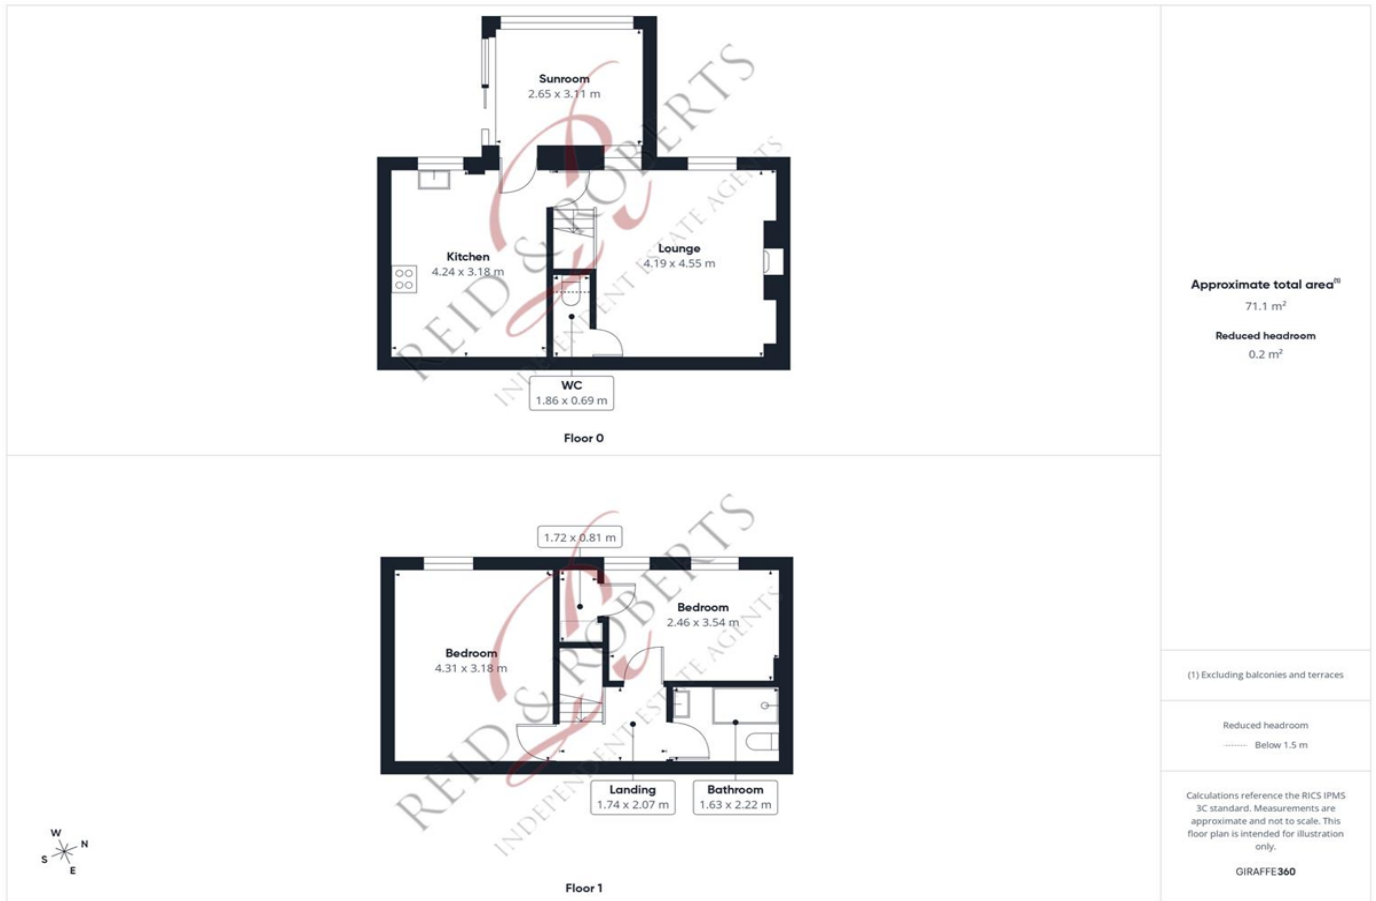 Sunroom
2.65 x 3.11 m
Kitchen
4.24 x 3.18 m
Lounge
4.19 x 4.55 m
WC
1.86 x 0.69 m
Floor 0
REID & ROBERTS
INDEPENDENT ESTATE AGENTS
Approximate total area(1)
71.1 m²
Reduced headroom
0.2 m²
1.72 x 0.81 m
Bedroom
2.46 x 3.54 m
Bedroom
4.31 x 3.18 m
Landing
1.74 x 2.07 m
Bathroom
1.63 x 2.22 m
REID & ROBERTS
INDEPENDENT ESTATE AGENTS
W
N
S
E
Floor 1
(1) Excluding balconies and terraces
Reduced headroom
Below 1.5 m
Calculations reference the RICS IPMS
3C standard. Measurements are
approximate and not to scale. This
floor plan is intended for illustration
only.
GIRAFFE360